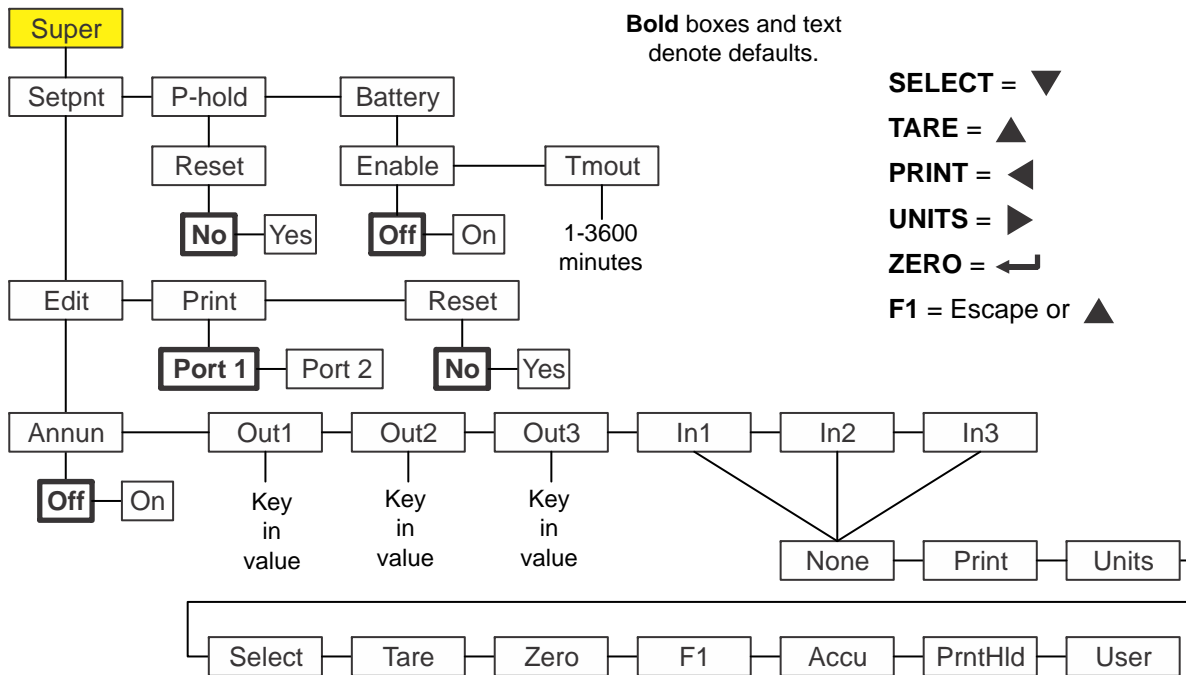 Super
Bold boxes and text
denote defaults.
Setpnt
P-hold
Battery
SELECT =
TARE =
Reset
Enable
Tmout
PRINT =
No
Yes
Off
On
1-3600
minutes
UNITS =
ZERO =
Edit
Print
Reset
F1 = Escape or
Port 1
Port 2
No
Yes
Annun
Out1
Out2
Out3
In1
In2
In3
Off
On
Key
in
value
Key
in
value
Key
in
value
None
Print
Units
Select
Tare
Zero
F1
Accu
PrntHld
User